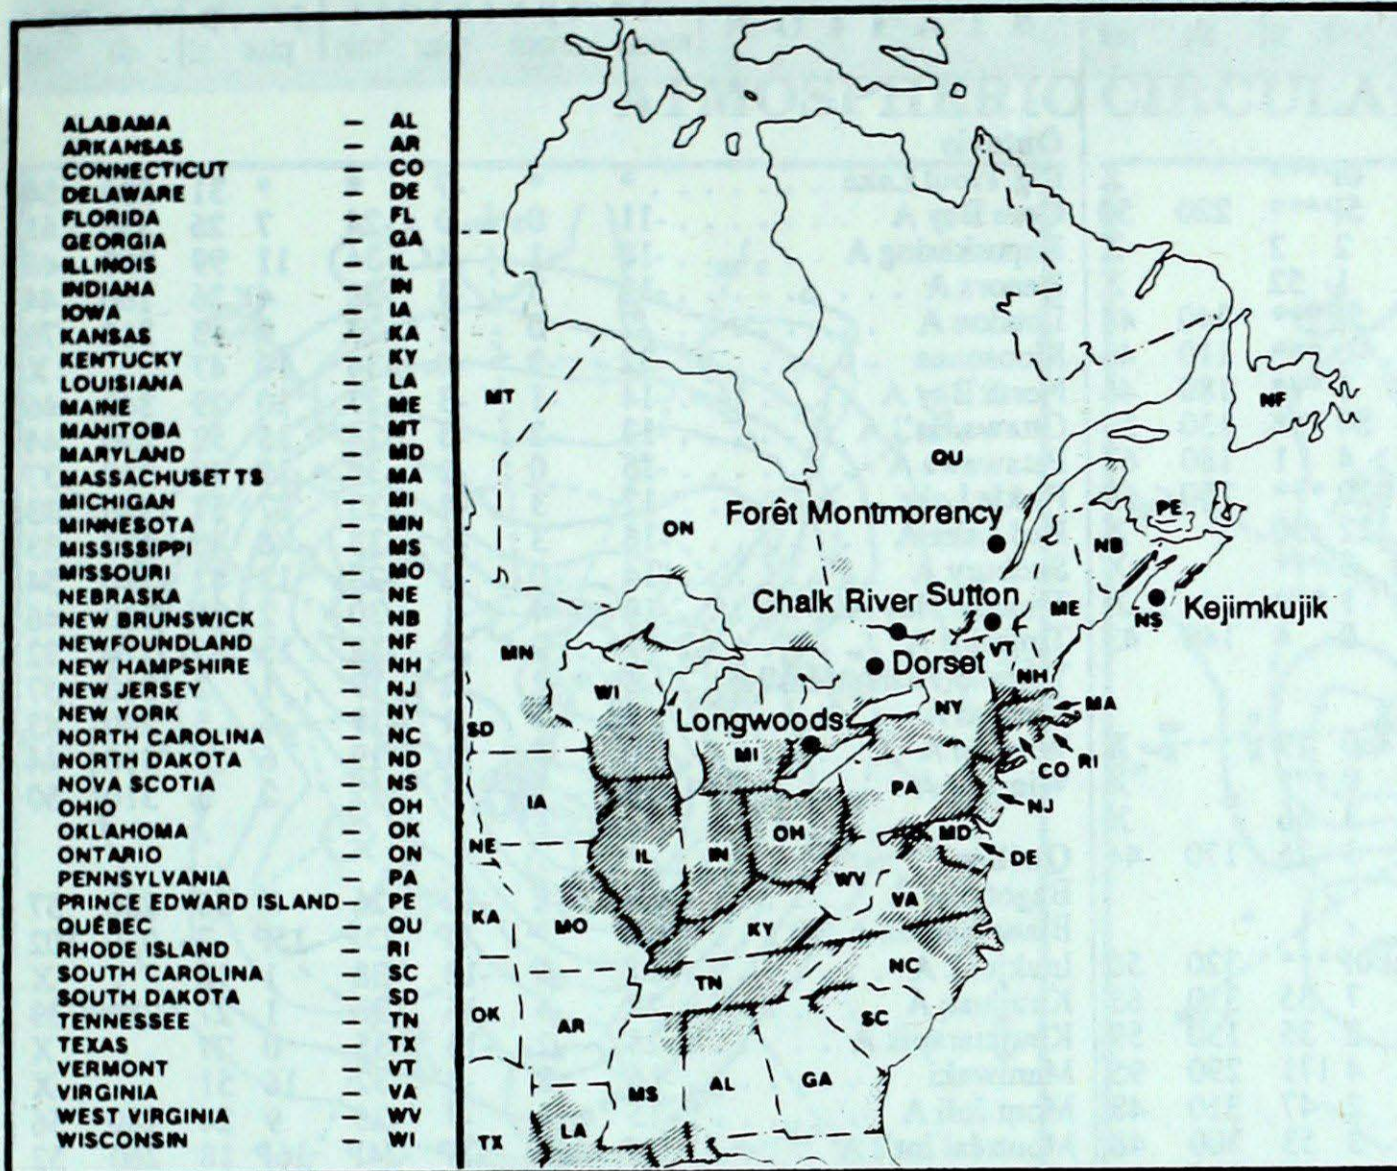 ALABAMA — AL
ARKANSAS — AR
CONNECTICUT — CO
DELAWARE — DE
FLORIDA — FL
GEORGIA — GA
ILLINOIS — IL
INDIANA — IN
IOWA — IA
KANSAS — KA
KENTUCKY — KY
LOUISIANA — LA
MAINE — ME
MANITOBA — MT
MARYLAND — MD
MASSACHUSETTS — MA
MICHIGAN — MI
MINNESOTA — MN
MISSISSIPPI — MS
MISSOURI — MO
NEBRASKA — NE
NEW BRUNSWICK — NB
NEWFOUNDLAND — NF
NEW HAMPSHIRE — NH
NEW JERSEY — NJ
NEW YORK — NY
NORTH CAROLINA — NC
NORTH DAKOTA — ND
NOVA SCOTIA — NS
OHIO — OH
OKLAHOMA — OK
ONTARIO — ON
PENNSYLVANIA — PA
PRINCE EDWARD ISLAND — PE
QUÉBEC — QU
RHODE ISLAND — RI
SOUTH CAROLINA — SC
SOUTH DAKOTA — SD
TENNESSEE — TN
TEXAS — TX
VERMONT — VT
VIRGINIA — VA
WEST VIRGINIA — WV
WISCONSIN — WI
MT
NF
QU
ON
Forêt Montmorency
PE
NB
Chalk River
Sutton
ME
NS
Kejimkujik
MN
VT
Dorset
WI
NH
NY
MA
SD
Longwoods
MI
CO
RI
IA
PA
NJ
NE
IL
IN
OH
MD
DE
WV
VA
KA
MO
KY
NC
TN
OK
AR
SC
MS
AL
GA
LA
TX